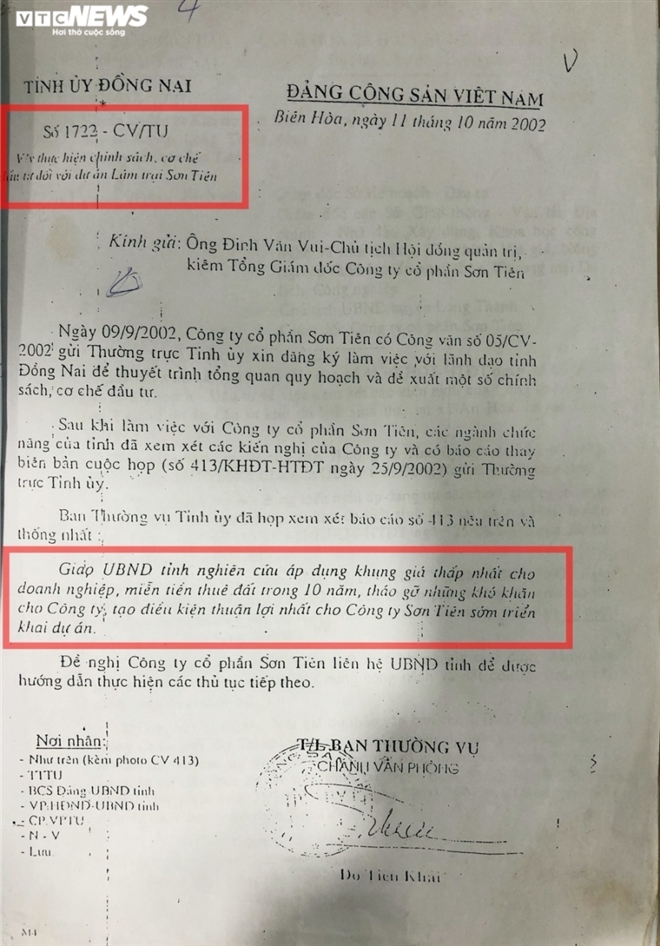 VTC NEWS
Hơi thở cuộc sống
4
V
TỈNH ỦY ĐỒNG NAI
*
ĐẢNG CỘNG SẢN VIỆT NAM
Số 1722 - CV/TU
Biên Hòa, ngày 11 tháng 10 năm 2002
V/v thực hiện chính sách, cơ chế
đầu tư đối với dự án Lâm trại Sơn Tiên
Kính gửi: Ông Đinh Văn Vui-Chủ tịch Hội đồng quản trị,
kiêm Tổng Giám đốc Công ty cổ phần Sơn Tiên
Ngày 09/9/2002, Công ty cổ phần Sơn Tiên có Công văn số 05/CV-
2002 gửi Thường trực Tỉnh ủy xin đăng ký làm việc với lãnh đạo tỉnh
Đồng Nai để thuyết trình tổng quan quy hoạch và đề xuất một số chính
sách, cơ chế đầu tư.
Sau khi làm việc với Công ty cổ phần Sơn Tiên, các ngành chức
năng của tỉnh đã xem xét các kiến nghị của Công ty và có báo cáo thay
biên bản cuộc họp (số 413/KHĐT-HTĐT ngày 25/9/2002) gửi Thường
trực Tỉnh ủy.
Ban Thường vụ Tỉnh ủy đã họp xem xét báo cáo số 413 nêu trên và
thống nhất :
Giao UBND tỉnh nghiên cứu áp dụng khung giá thấp nhất cho
doanh nghiệp, miễn tiền thuê đất trong 10 năm, tháo gỡ những khó khăn
cho Công ty, tạo điều kiện thuận lợi nhất cho Công ty Sơn Tiên sớm triển
khai dự án.
Đề nghị Công ty cổ phần Sơn Tiên liên hệ UBND tỉnh để được
hướng dẫn thực hiện các thủ tục tiếp theo.
Nơi nhận:
- Như trên (kèm photo CV 413)
- TTTU
- BCS Đảng UBND tỉnh
- VP.HĐND-UBND tỉnh
- CP.VPTU
- N - V
- Lưu.
T/L BAN THƯỜNG VỤ
CHÁNH VĂN PHÒNG
Đỗ Tiến Khải
M4